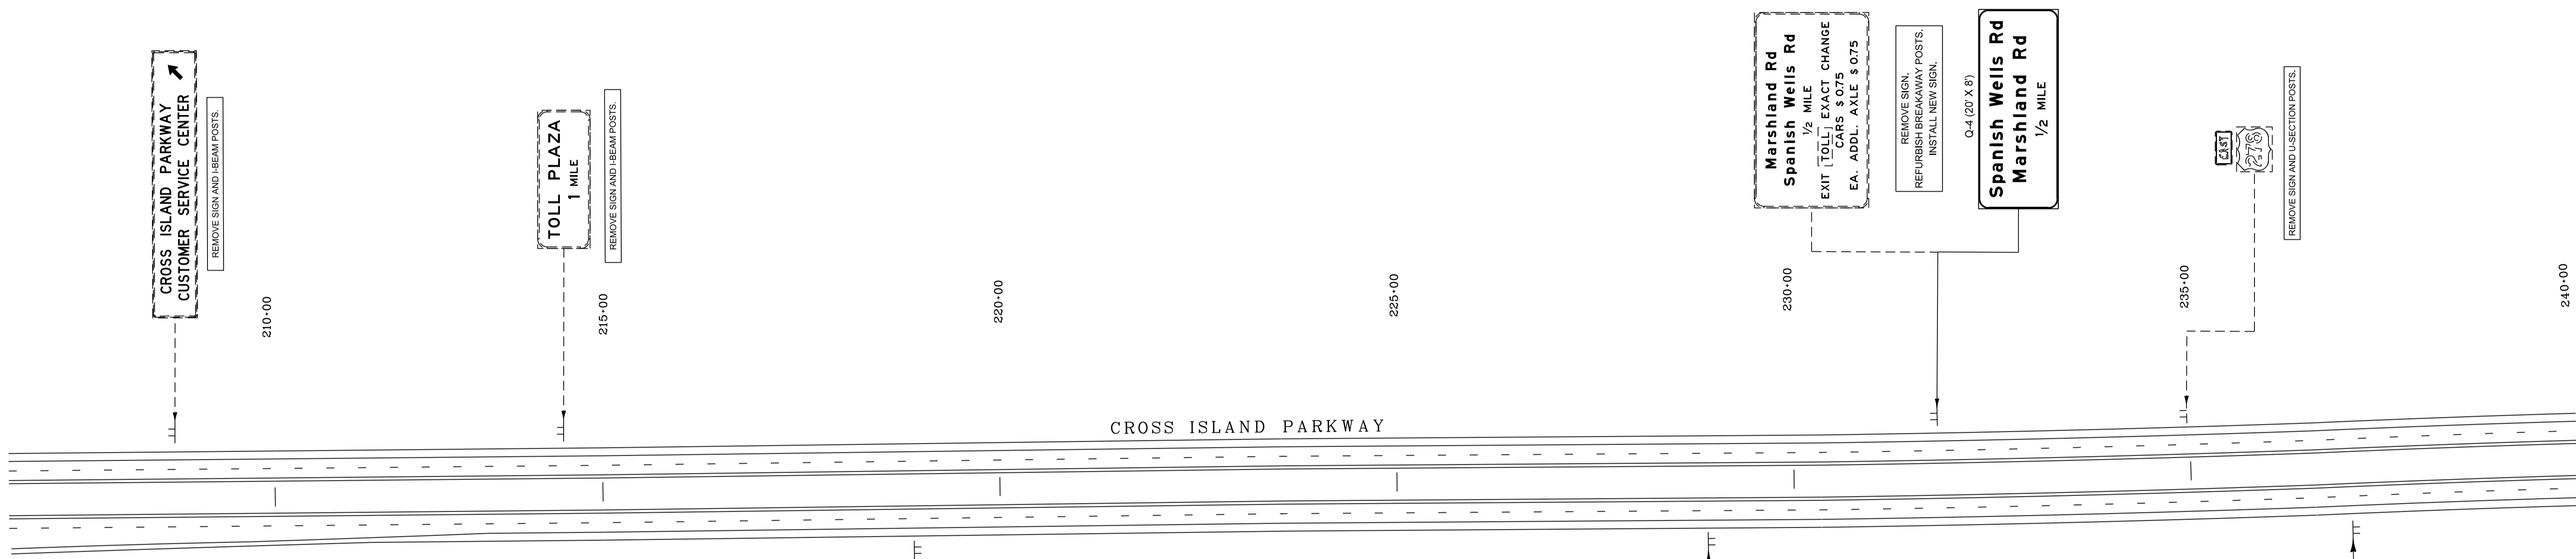 CROSS ISLAND PARKWAY
CUSTOMER SERVICE CENTER
REMOVE SIGN AND I-BEAM POSTS.
210+00
TOLL PLAZA
1 MILE
REMOVE SIGN AND I-BEAM POSTS.
215+00
220+00
225+00
230+00
Marshland Rd
Spanish Wells Rd
1/2 MILE
EXIT TOLL EXACT CHANGE
CARS $ 0.75
EA. ADDL. AXLE $ 0.75
REMOVE SIGN.
REFURBISH BREAKAWAY POSTS.
INSTALL NEW SIGN.
Q-4 (20' X 8')
Spanish Wells Rd
Marshland Rd
1/2 MILE
235+00
EAST
278
REMOVE SIGN AND U-SECTION POSTS.
240+00
CROSS ISLAND PARKWAY